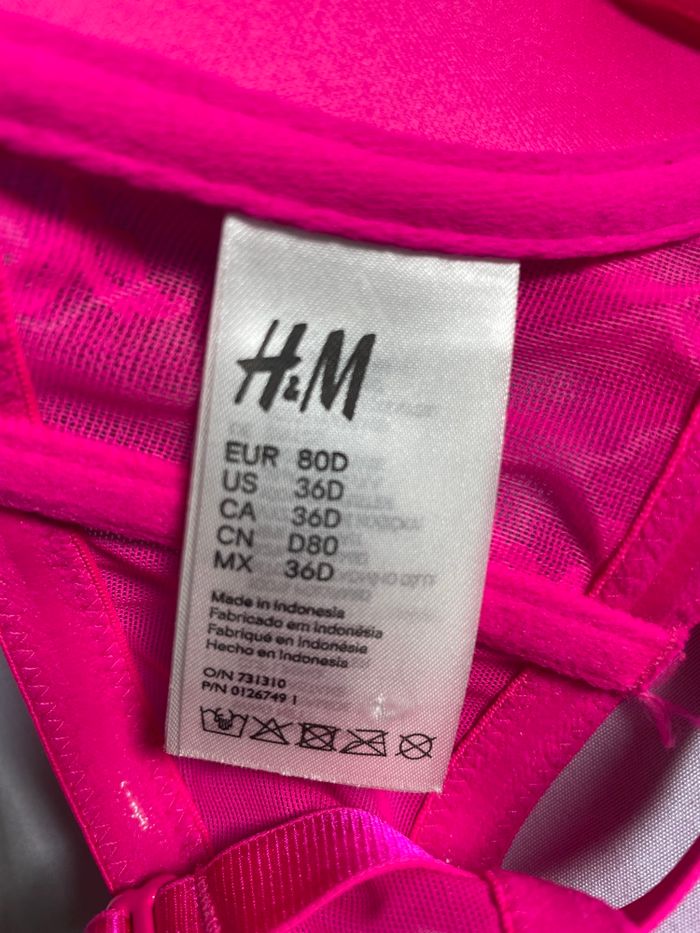 H&M
EUR 80D
US 36D
CA 36D
CN D80
MX 36D
Made in Indonesia
Fabricado em Indonésia
Fabriqué en Indonésie
Hecho en Indonesia
O/N 731310
P/N 0126749 1